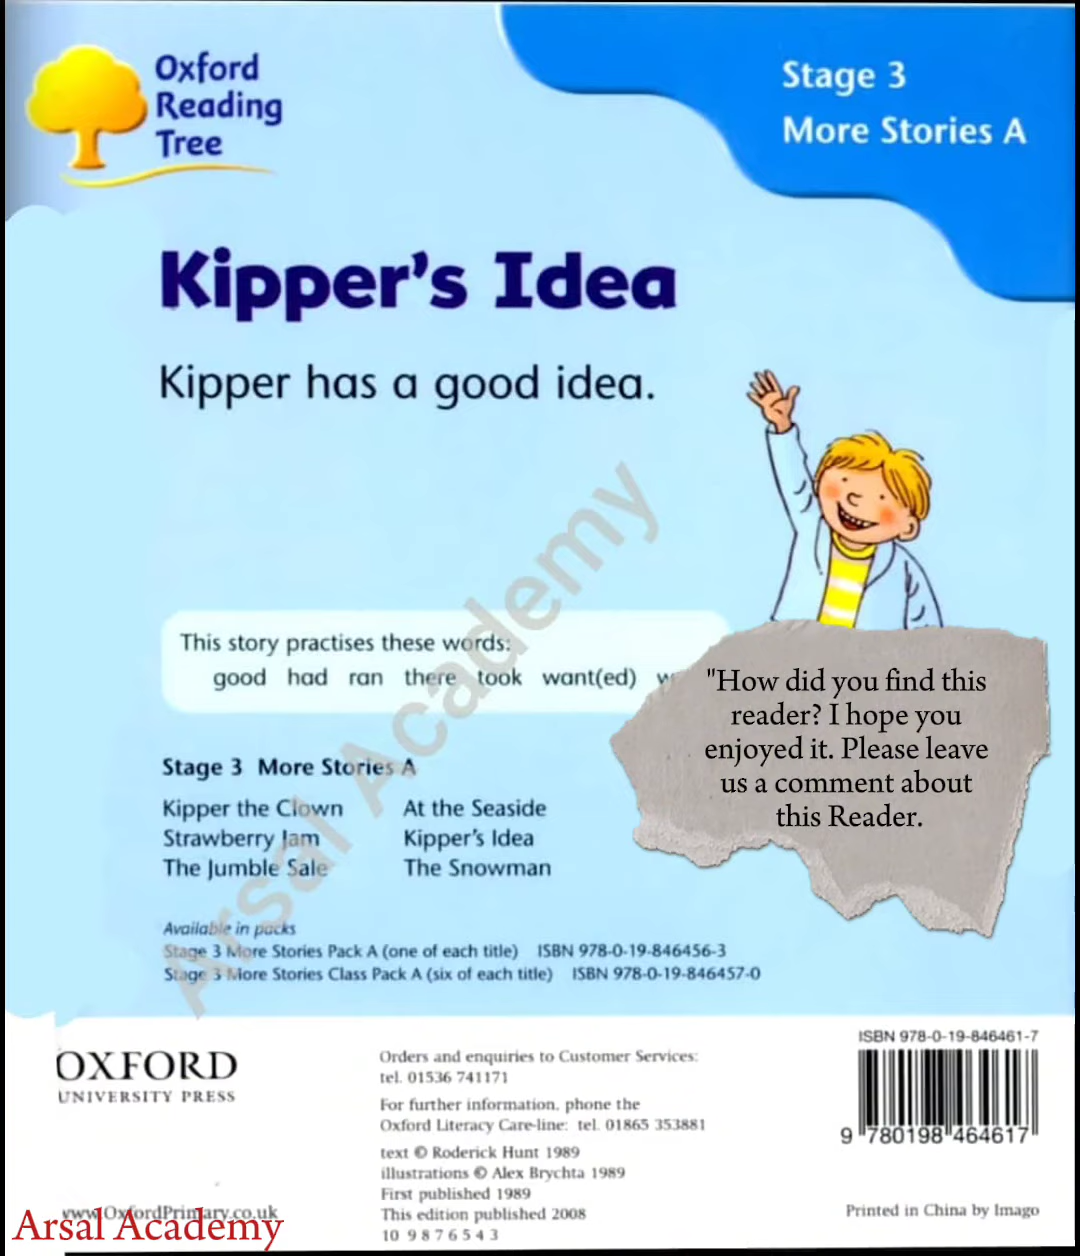 Oxford
Reading
Tree
Stage 3
More Stories A
Kipper's Idea
Kipper has a good idea.
This story practises these words:
good had ran there took want(ed)
"How did you find this
reader? I hope you
enjoyed it. Please leave
us a comment about
this Reader.
Stage 3 More Stories A
Kipper the Clown At the Seaside
Strawberry Jam Kipper's Idea
The Jumble Sale The Snowman
Available in packs
Stage 3 More Stories Pack A (one of each title) ISBN 978-0-19-846456-3
Stage 3 More Stories Class Pack A (six of each title) ISBN 978-0-19-846457-0
Arsal Academy
OXFORD
UNIVERSITY PRESS
Orders and enquiries to Customer Services:
tel. 01536 741171
For further information, phone the
Oxford Literacy Care-line: tel. 01865 353881
text © Roderick Hunt 1989
illustrations © Alex Brychta 1989
First published 1989
This edition published 2008
10 9 8 7 6 5 4 3
ISBN 978-0-19-846461-7
9 780198 464617
www.OxfordPrimary.co.uk
Arsal Academy
Printed in China by Imago